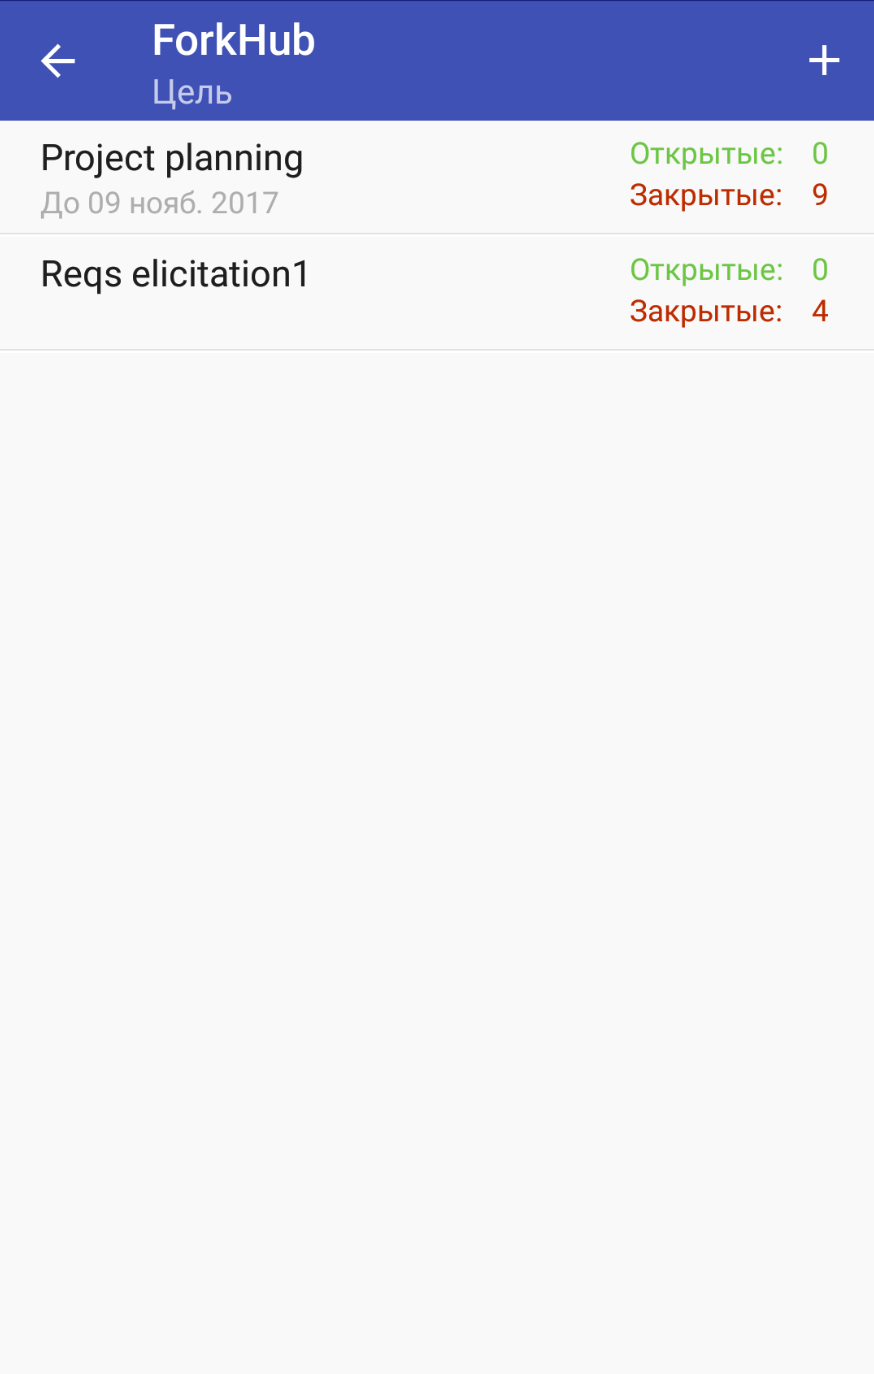 ForkHub
Цель
Project planning
До 09 нояб. 2017
Открытые: 0
Закрытые: 9
Reqs elicitation1
Открытые: 0
Закрытые: 4